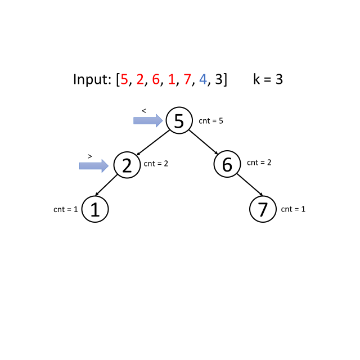 Input: [5, 2, 6, 1, 7, 4, 3] k = 3
<
5 cnt = 5
>
2 cnt = 2 6 cnt = 2
cnt = 1 1 7 cnt = 1